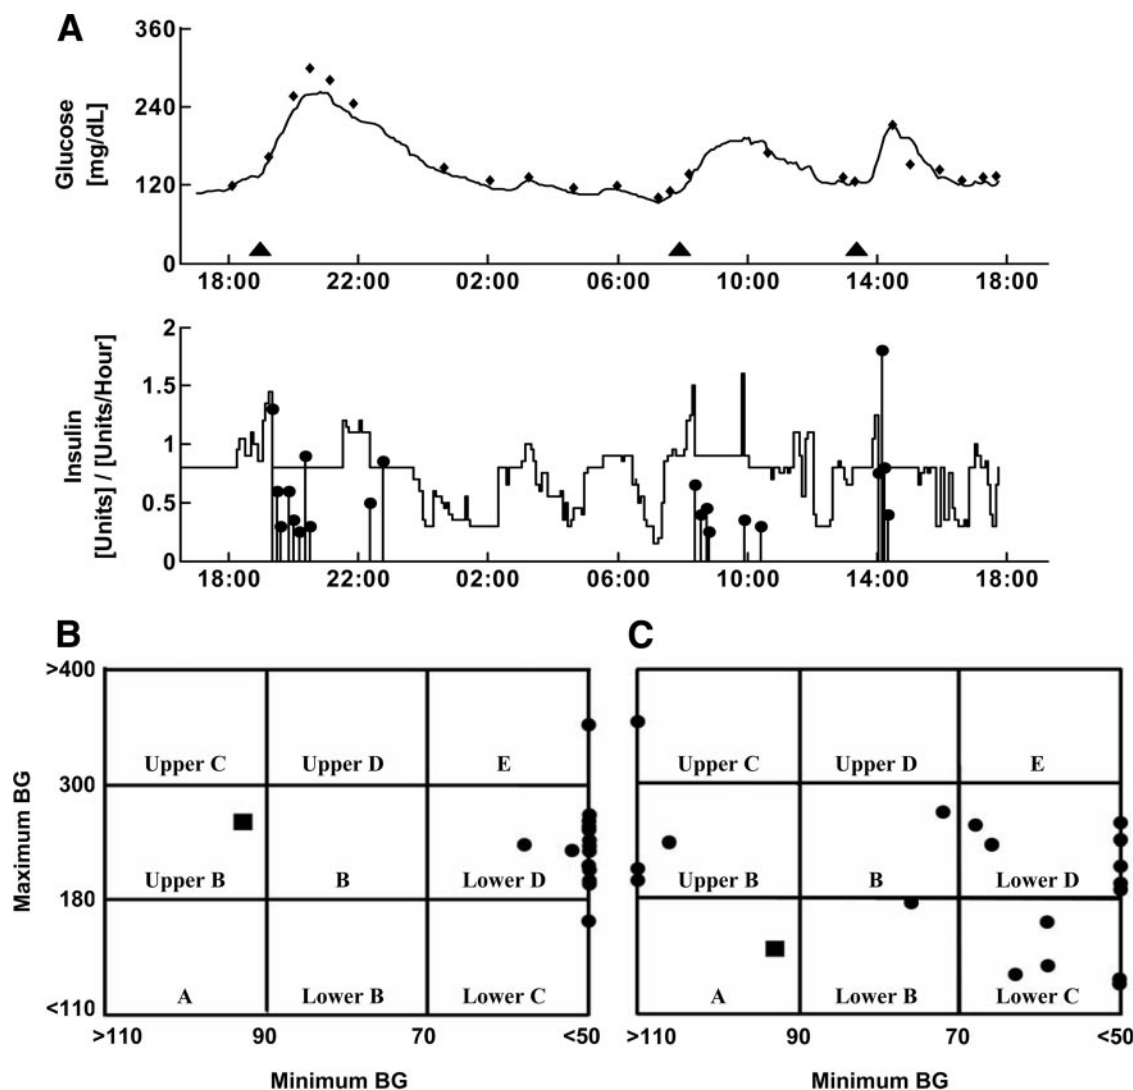 A
360
240
120
0
Glucose
[mg/dL]
18:00 22:00 02:00 06:00 10:00 14:00 18:00
2
1.5
1
0.5
0
Insulin
[Units] / [Units/Hour]
18:00 22:00 02:00 06:00 10:00 14:00 18:00
B
>400
300
180
<110
Maximum BG
Upper C Upper D E
Upper B B Lower D
A Lower B Lower C
>110 90 70 <50
Minimum BG
C
Upper C Upper D E
Upper B B Lower D
A Lower B Lower C
>110 90 70 <50
Minimum BG